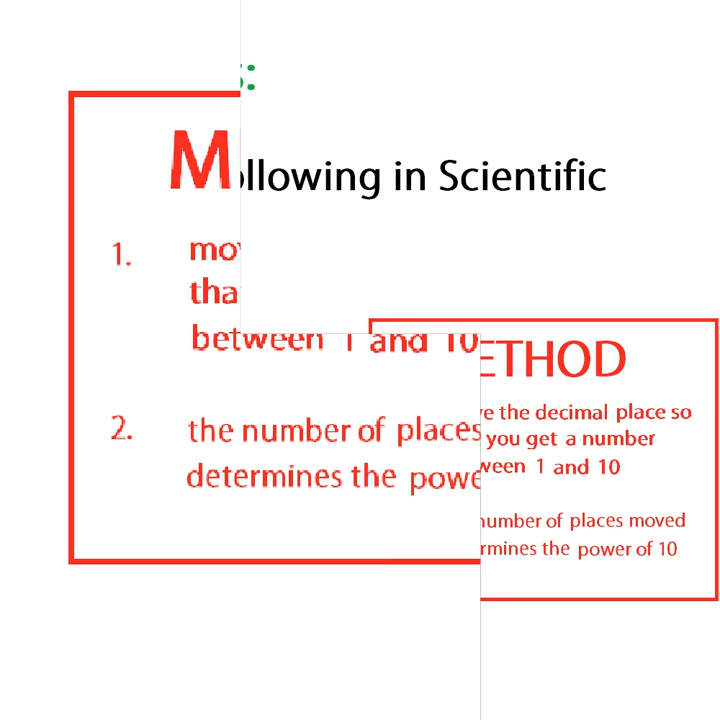 :
M
ollowing in Scientific
1. mo
tha
between 1 and 10
2. the number of places
determines the powe
ETHOD
ve the decimal place so
you get a number
ween 1 and 10
number of places moved
rmines the power of 10